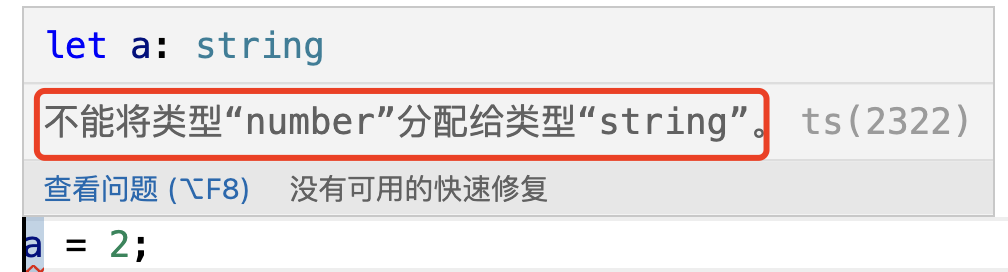 let a: string
不能将类型“number”分配给类型“string”。 ts(2322)
查看问题 (⌥F8) 没有可用的快速修复
a = 2;